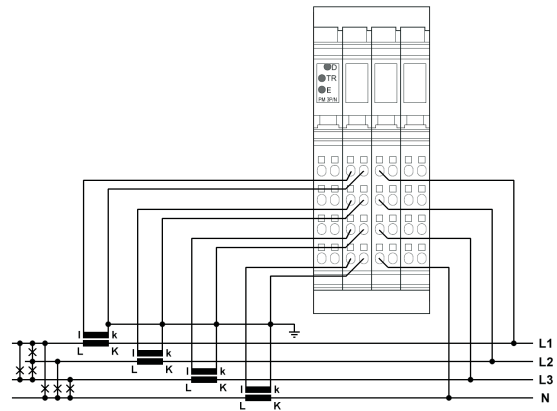 D
TR
E
PM 3P/N
l k
L K L1
l k
L K L2
l k
L K L3
l k
L K N